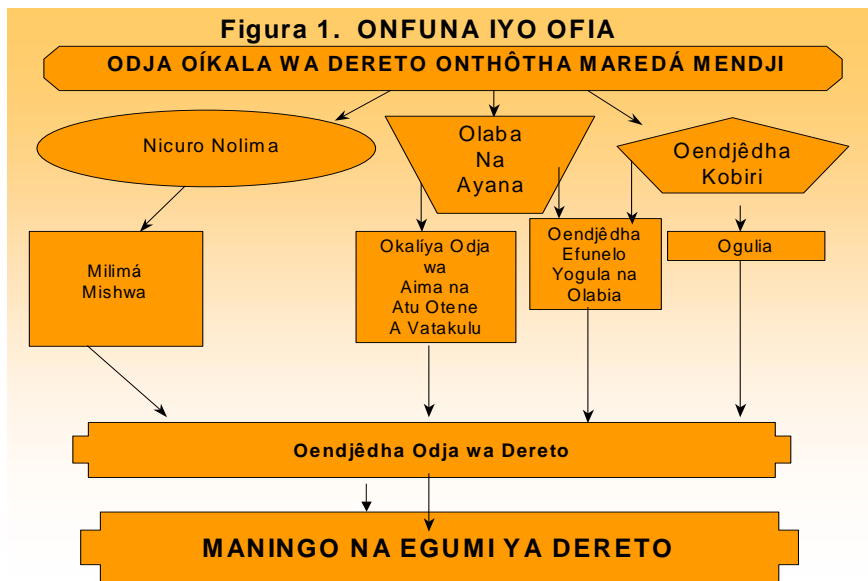 Figura 1. ONFUNA IYO OFIA
ODJA OÍKALA WA DERETO ONTHÔTHA MAREDÁ MENDJI
Nicuro Nolima
Olaba
Na
Ayana
Oendjêdha
Kobiri
Milimá
Mishwa
Okalíya Odja
wa
Aima na
Atu Otene
A Vatakulu
Oendjêdha
Efunelo
Yogula na
Olabia
Ogulia
Oendjêdha Odja wa Dereto
MANINGO NA EGUMI YA DERETO